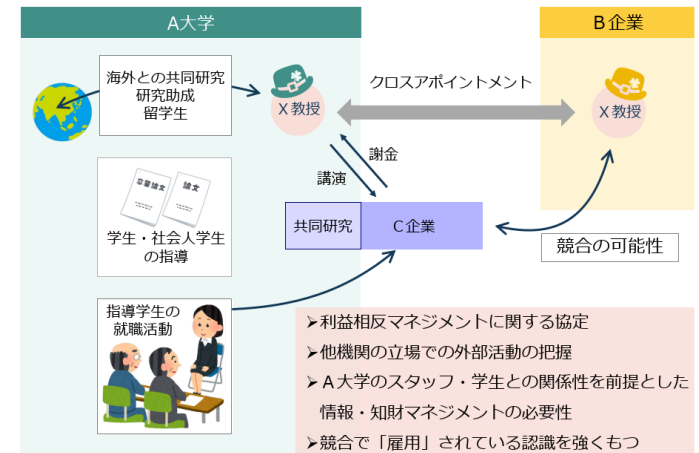 A大学
B企業
海外との共同研究
研究助成
留学生
X教授
クロスアポイントメント
X教授
謝金
講演
卒業論文
論文
学生・社会人学生
の指導
共同研究
C企業
競合の可能性
指導学生の
就職活動
➢利益相反マネジメントに関する協定
➢他機関の立場での外部活動の把握
➢A大学のスタッフ・学生との関係性を前提とした
情報・知財マネジメントの必要性
➢競合で「雇用」されている認識を強くもつ